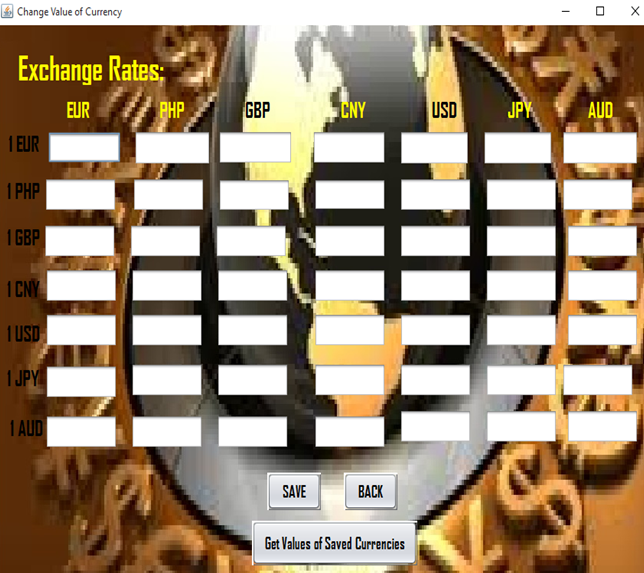 Change Value of Currency
Exchange Rates:
EUR PHP GBP CNY USD JPY AUD
1 EUR
1 PHP
1 GBP
1 CNY
1 USD
1 JPY
1 AUD
SAVE BACK
Get Values of Saved Currencies